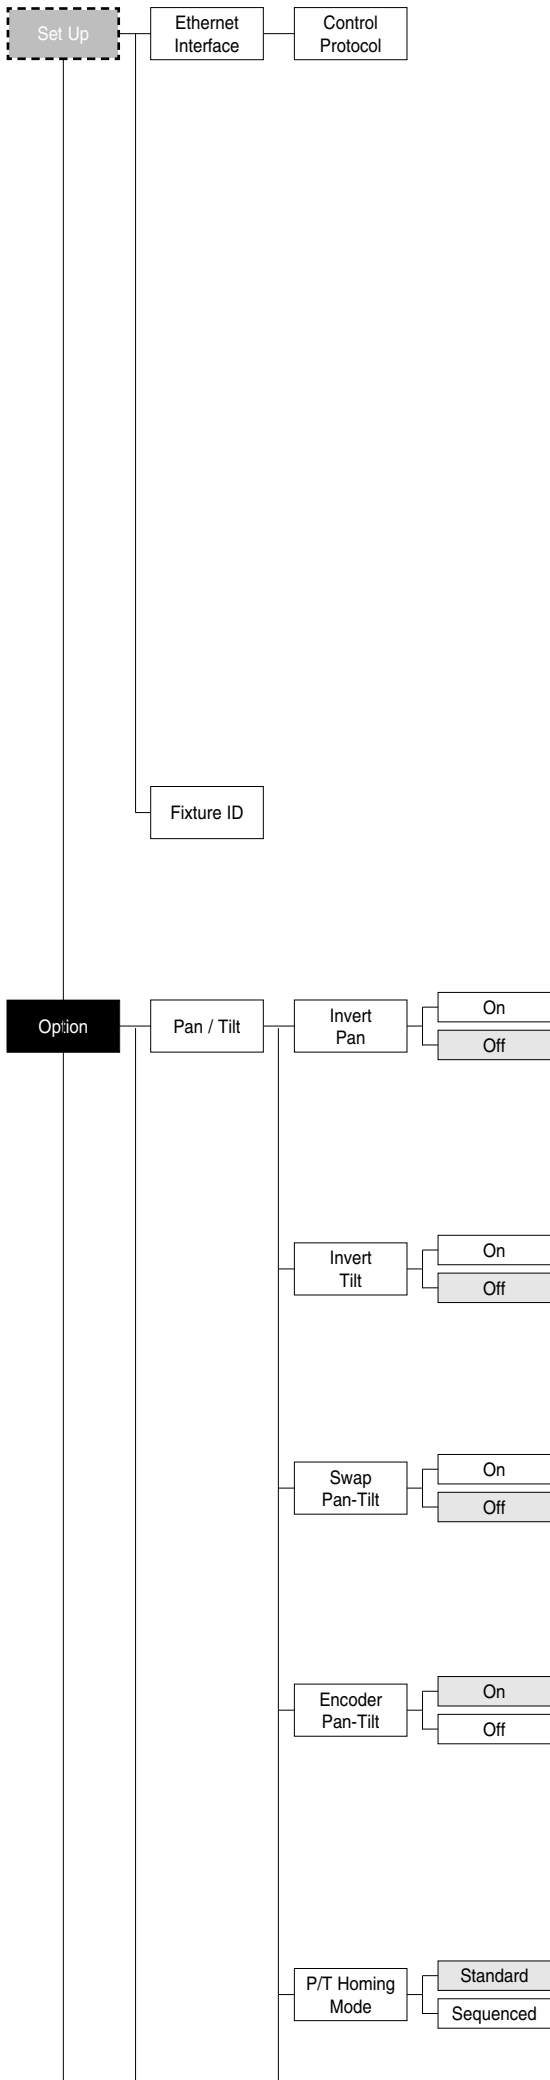 Set Up
Ethernet
Interface
Control
Protocol
Fixture ID
Option
Pan / Tilt
Invert
Pan
On
Off
Invert
Tilt
On
Off
Swap
Pan-Tilt
On
Off
Encoder
Pan-Tilt
On
Off
P/T Homing
Mode
Standard
Sequenced